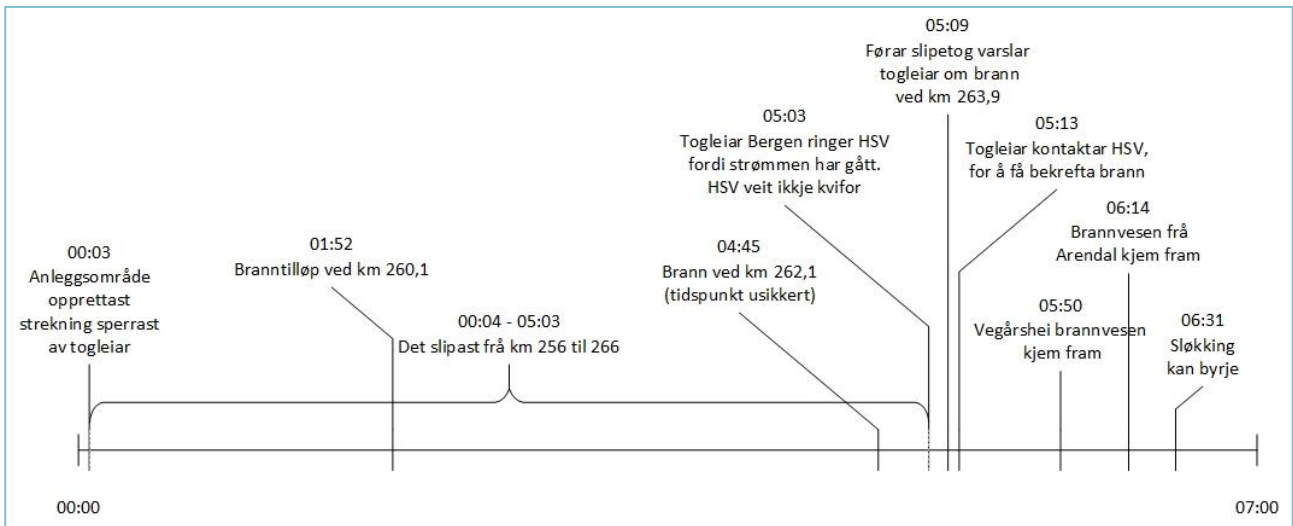 00:03
Anleggsområde
opprettast
strekning sperrast
av togleiar
01:52
Branntilløp ved km 260,1
00:04 - 05:03
Det slipast frå km 256 til 266
04:45
Brann ved km 262,1
(tidspunkt usikkert)
05:03
Togleiar Bergen ringer HSV
fordi strømmen har gått.
HSV veit ikkje kvifor
05:09
Førar slipetog varslar
togleiar om brann
ved km 263,9
05:13
Togleiar kontaktar HSV,
for å få bekrefta brann
05:50
Vegårshei brannvesen
kjem fram
06:14
Brannvesen frå
Arendal kjem fram
06:31
Sløkking
kan byrje
00:00
07:00